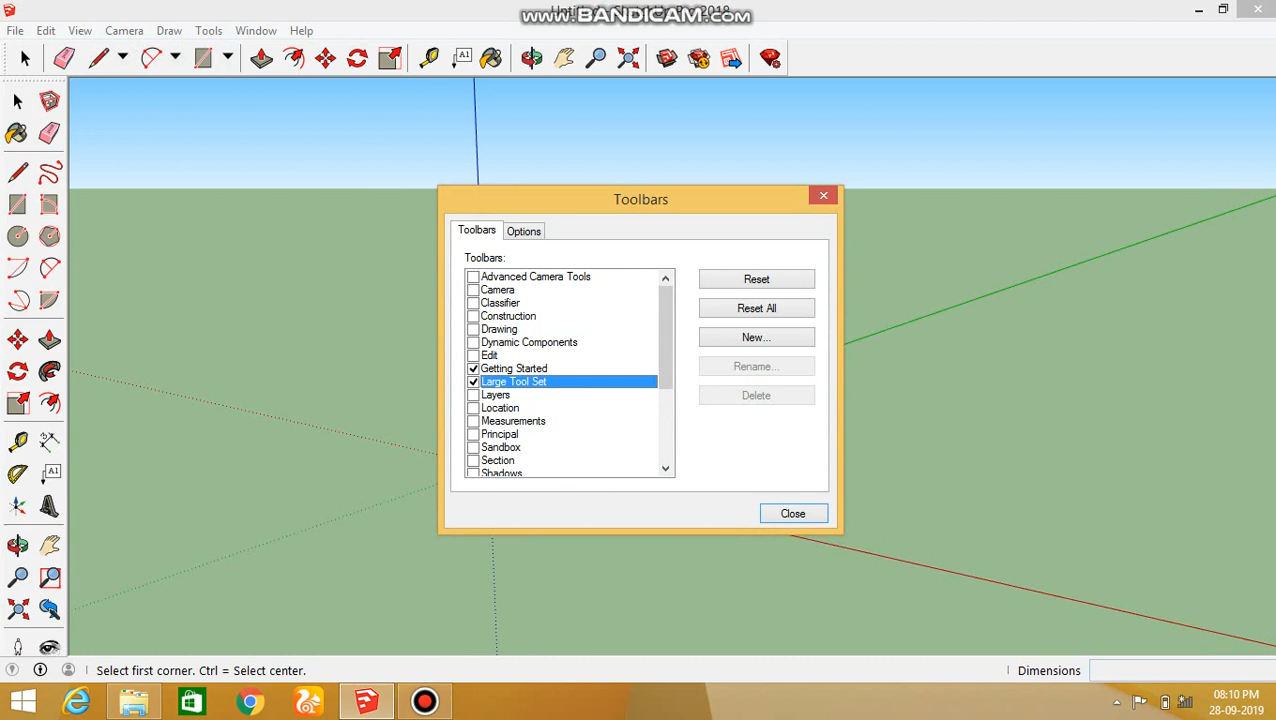 www.BANDICAM.com
File Edit View Camera Draw Tools Window Help
A1
Toolbars
Toolbars Options
Toolbars:
Advanced Camera Tools
Camera
Classifier
Construction
Drawing
Dynamic Components
Edit
Getting Started
Large Tool Set
Layers
Location
Measurements
Principal
Sandbox
Section
Shadows
Reset
Reset All
New...
Rename...
Delete
Close
A1
Select first corner. Ctrl = Select center.
Dimensions
08:10 PM
28-09-2019